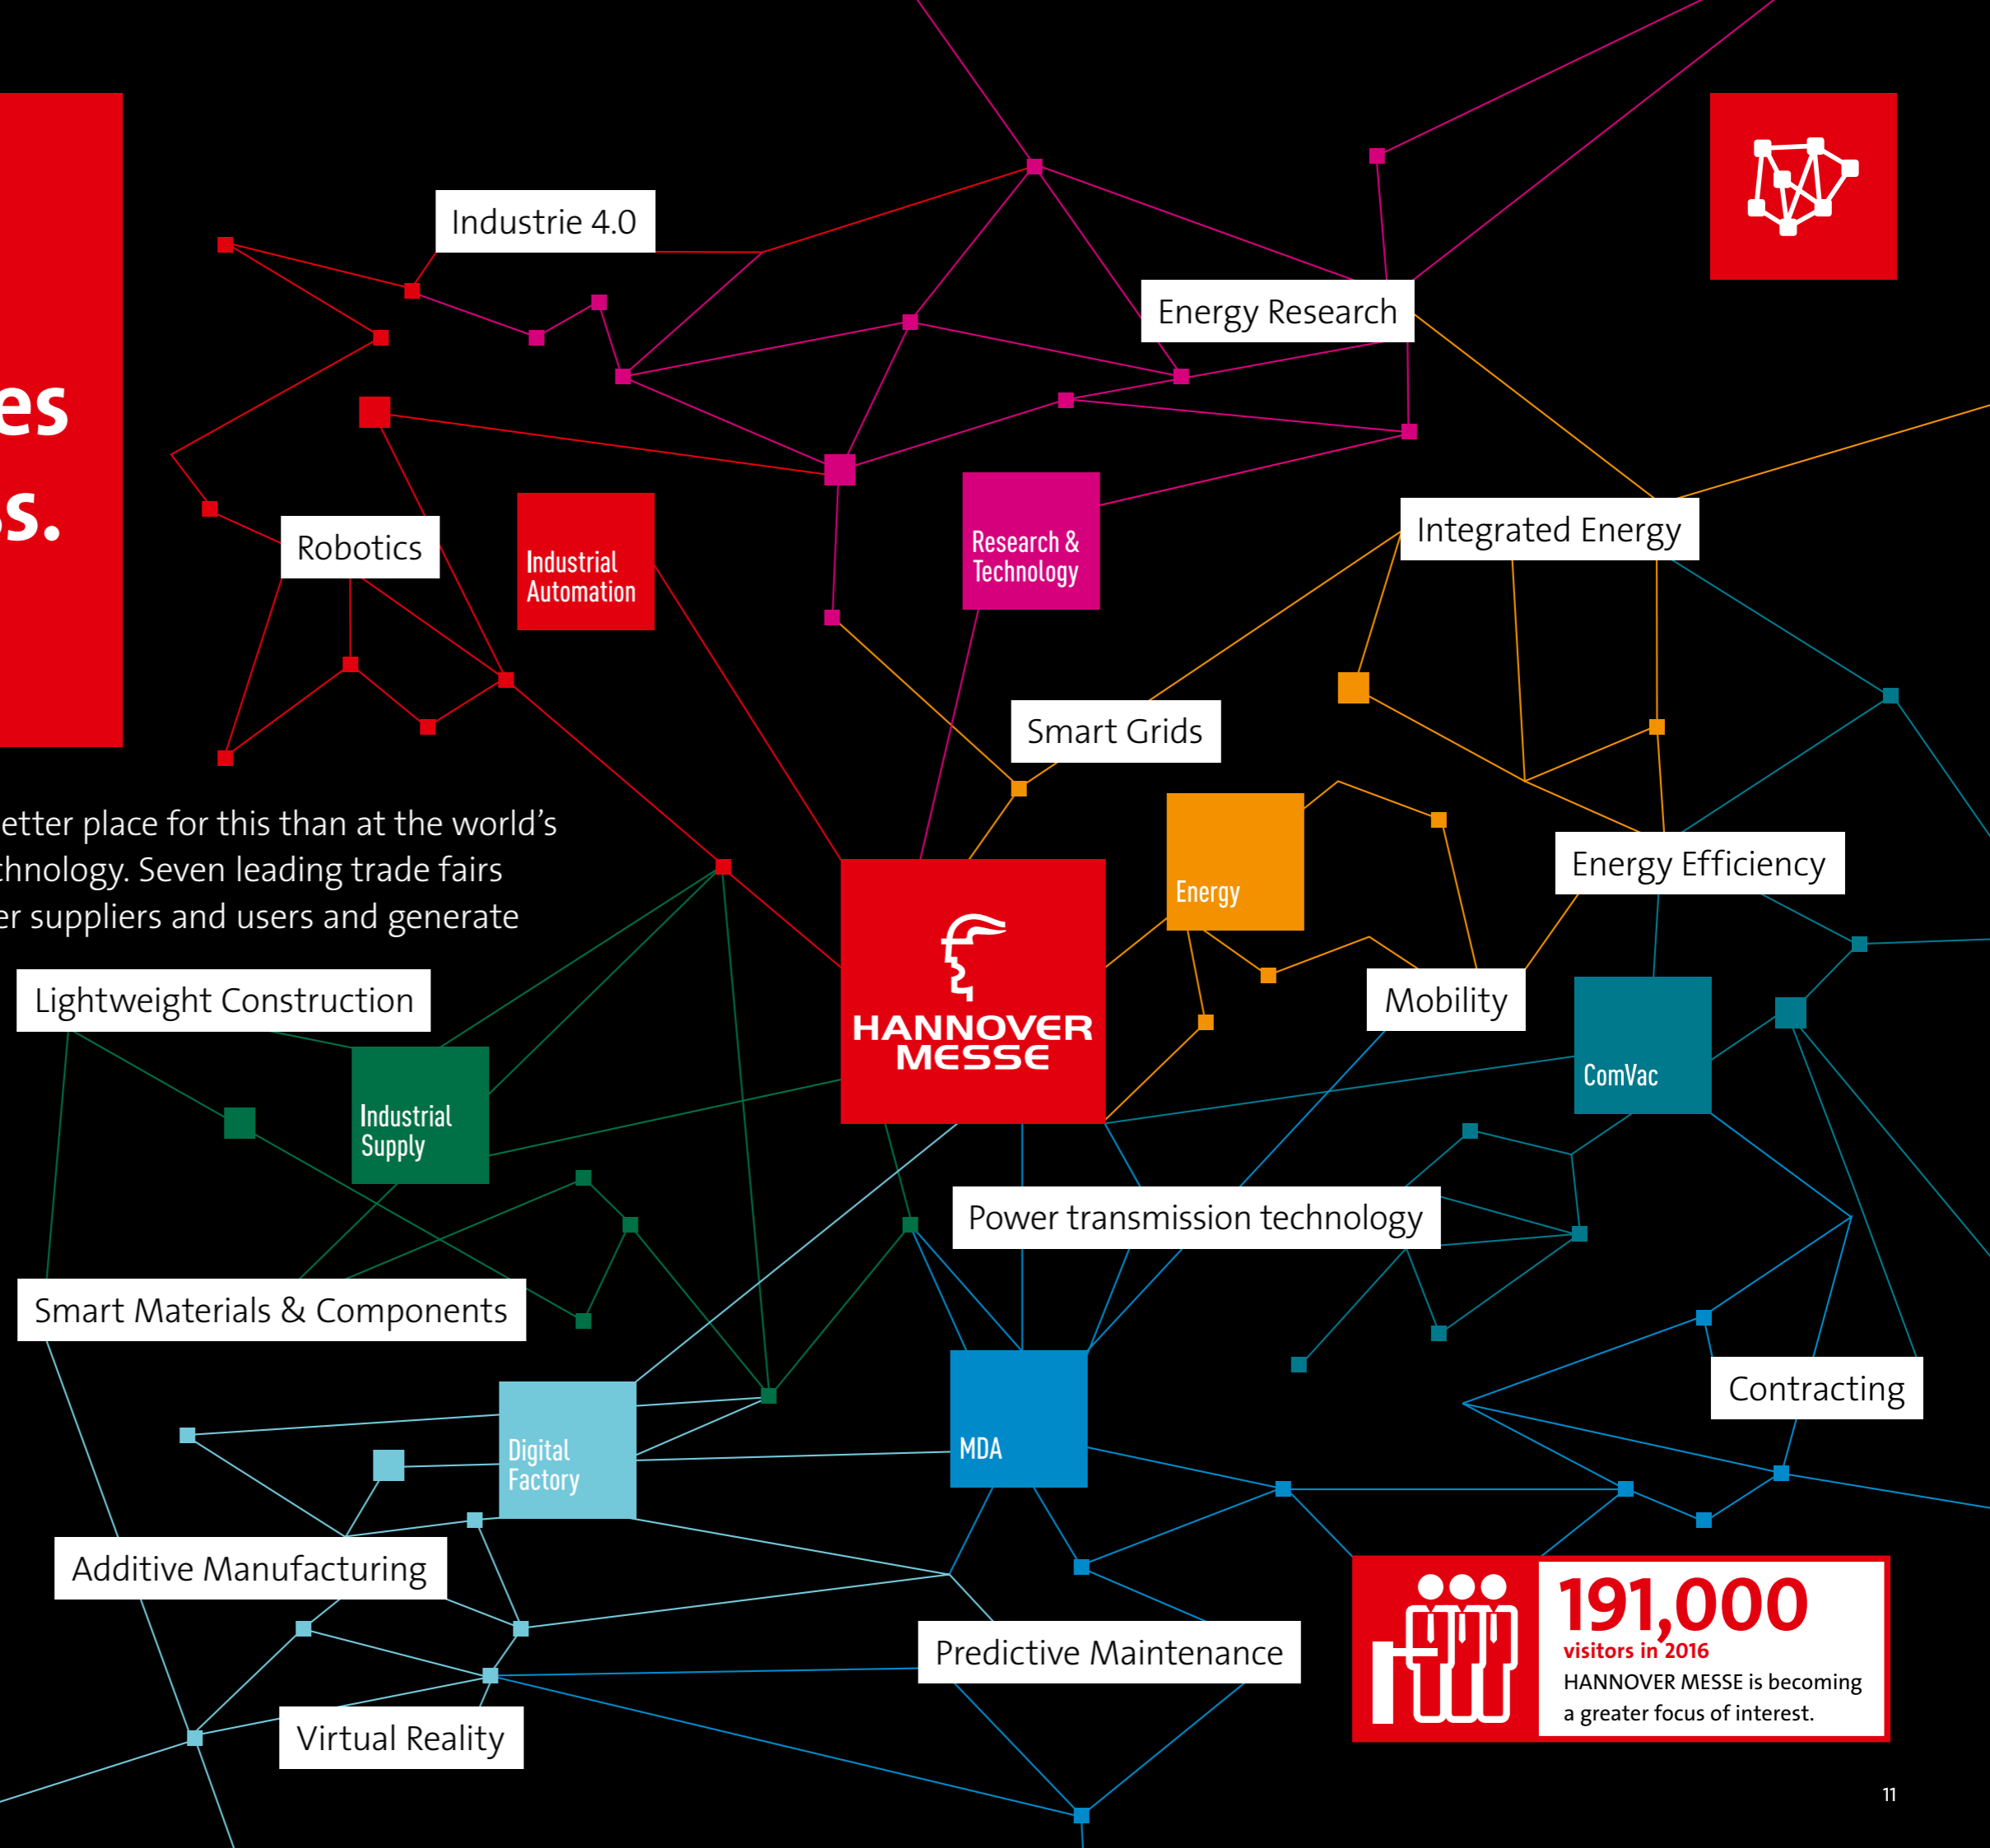 es
s.
Industrie 4.0
Energy Research
Robotics
Industrial
Automation
Research &
Technology
Integrated Energy
Smart Grids
etter place for this than at the world's
chnology. Seven leading trade fairs
er suppliers and users and generate
Energy
Energy Efficiency
Lightweight Construction
HANNOVER
MESSE
Mobility
ComVac
Industrial
Supply
Power transmission technology
Smart Materials & Components
Digital
Factory
MDA
Contracting
Additive Manufacturing
Predictive Maintenance
Virtual Reality
191,000
visitors in 2016
HANNOVER MESSE is becoming
a greater focus of interest.
11